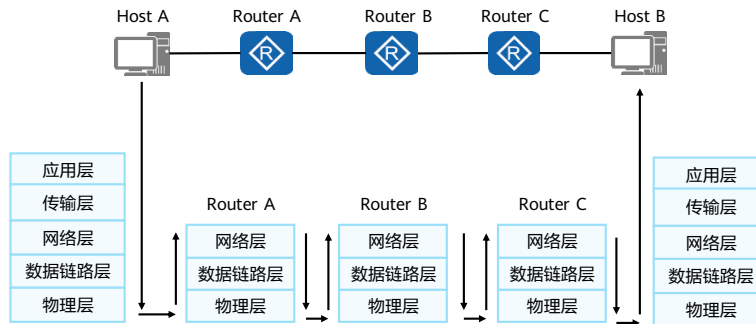 Host A
Router A
Router B
Router C
Host B
R
R
R
应用层
传输层
网络层
数据链路层
物理层
Router A
网络层
数据链路层
物理层
Router B
网络层
数据链路层
物理层
Router C
网络层
数据链路层
物理层
应用层
传输层
网络层
数据链路层
物理层